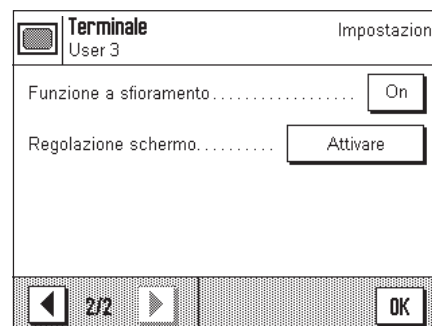 Terminale
Impostazion
User 3
Funzione a sfioramento.................. On
Regolazione schermo.......... Attivare
2/2
OK